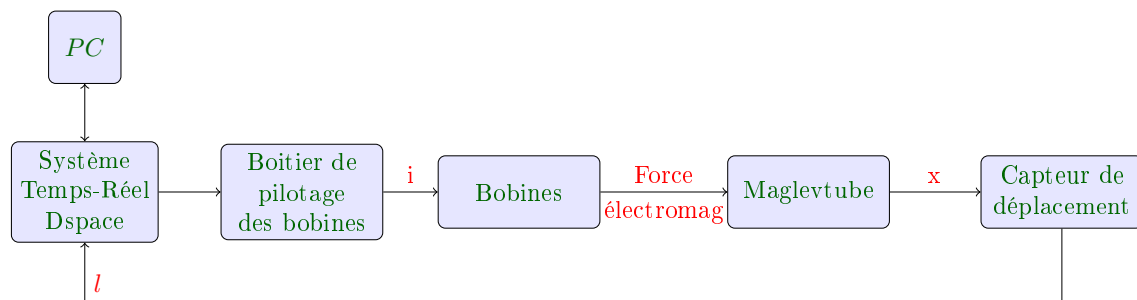 PC
Système
Temps-Réel
Dspace
Boitier de
pilotage
des bobines
i
Bobines
Force
électromag
Maglevtube
x
Capteur de
déplacement
l